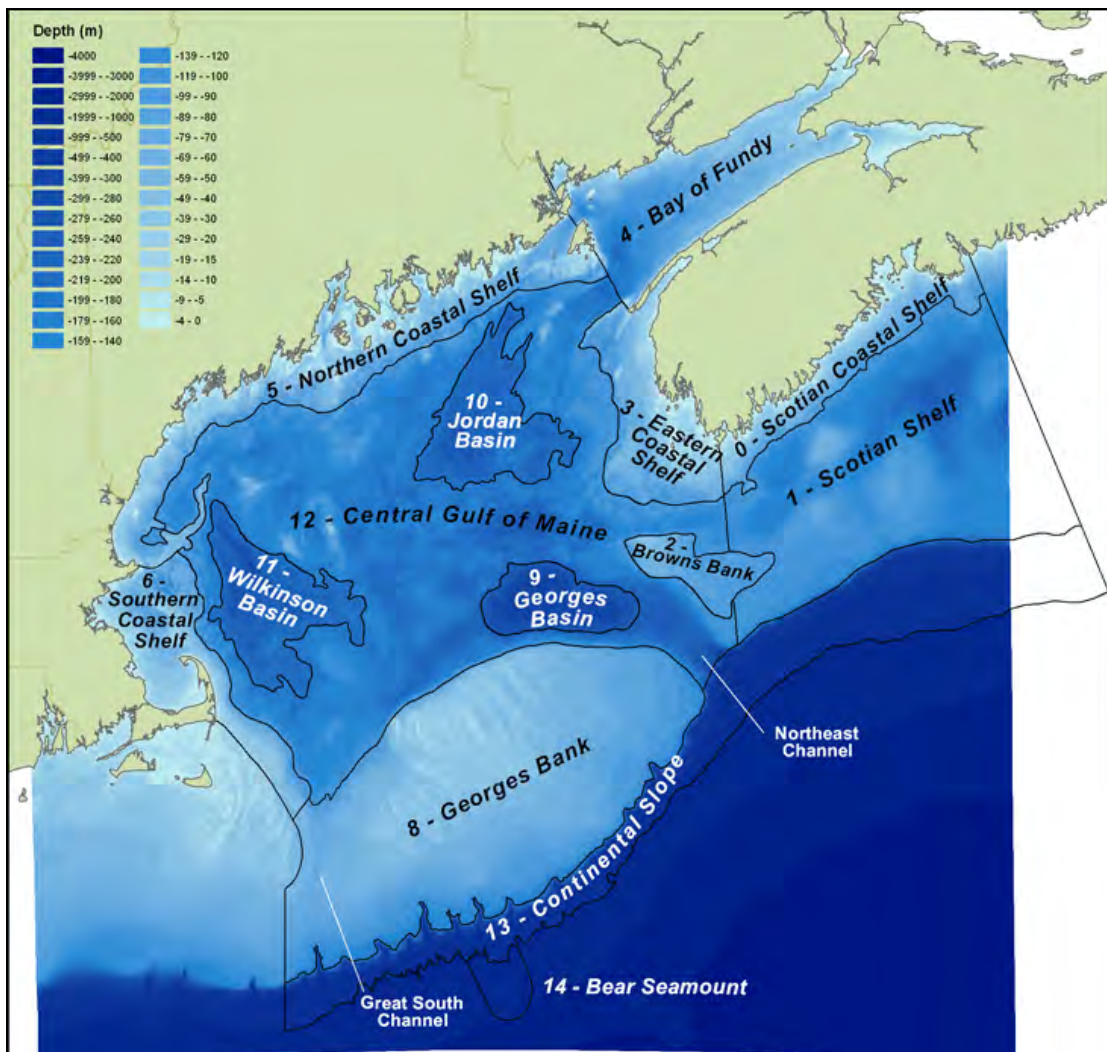 Depth (m)
-4000
-3999 - -3000
-2999 - -2000
-1999 - -1000
-999 - -500
-499 - -400
-399 - -300
-299 - -280
-279 - -260
-259 - -240
-239 - -220
-219 - -200
-199 - -180
-179 - -160
-159 - -140
-139 - -120
-119 - -100
-99 - -90
-89 - -80
-79 - -70
-69 - -60
-59 - -50
-49 - -40
-39 - -30
-29 - -20
-19 - -15
-14 - -10
-9 - -5
-4 - 0
4 - Bay of Fundy
5 - Northern Coastal Shelf
10 -
Jordan
Basin
3 - Eastern
Coastal
Shelf
0 - Scotian Coastal Shelf
1 - Scotian Shelf
12 - Central Gulf of Maine
2 -
Browns Bank
11 -
Wilkinson
Basin
9 -
Georges
Basin
6 -
Southern
Coastal
Shelf
Northeast
Channel
8 - Georges Bank
13 - Continental Slope
14 - Bear Seamount
Great South
Channel